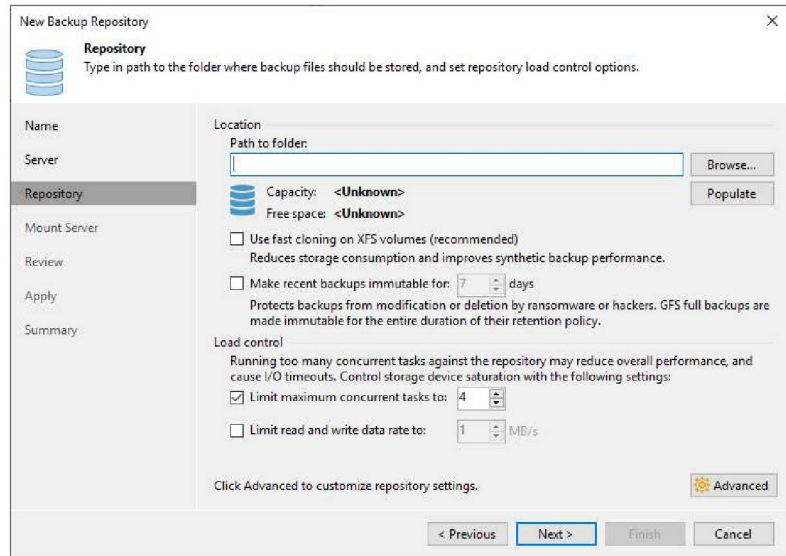 New Backup Repository
Repository
Type in path to the folder where backup files should be stored, and set repository load control options.
Name
Server
Repository
Mount Server
Review
Apply
Summary
Location
Path to folder:
Browse...
Capacity: <Unknown>
Populate
Free space: <Unknown>
Use fast cloning on XFS volumes (recommended)
Reduces storage consumption and improves synthetic backup performance.
Make recent backups immutable for: 7 days
Protects backups from modification or deletion by ransomware or hackers. GFS full backups are
made immutable for the entire duration of their retention policy.
Load control
Running too many concurrent tasks against the repository may reduce overall performance, and
cause I/O timeouts. Control storage device saturation with the following settings:
Limit maximum concurrent tasks to: 4
Limit read and write data rate to: 1 MB/s
Click Advanced to customize repository settings.
Advanced
< Previous
Next >
Finish
Cancel